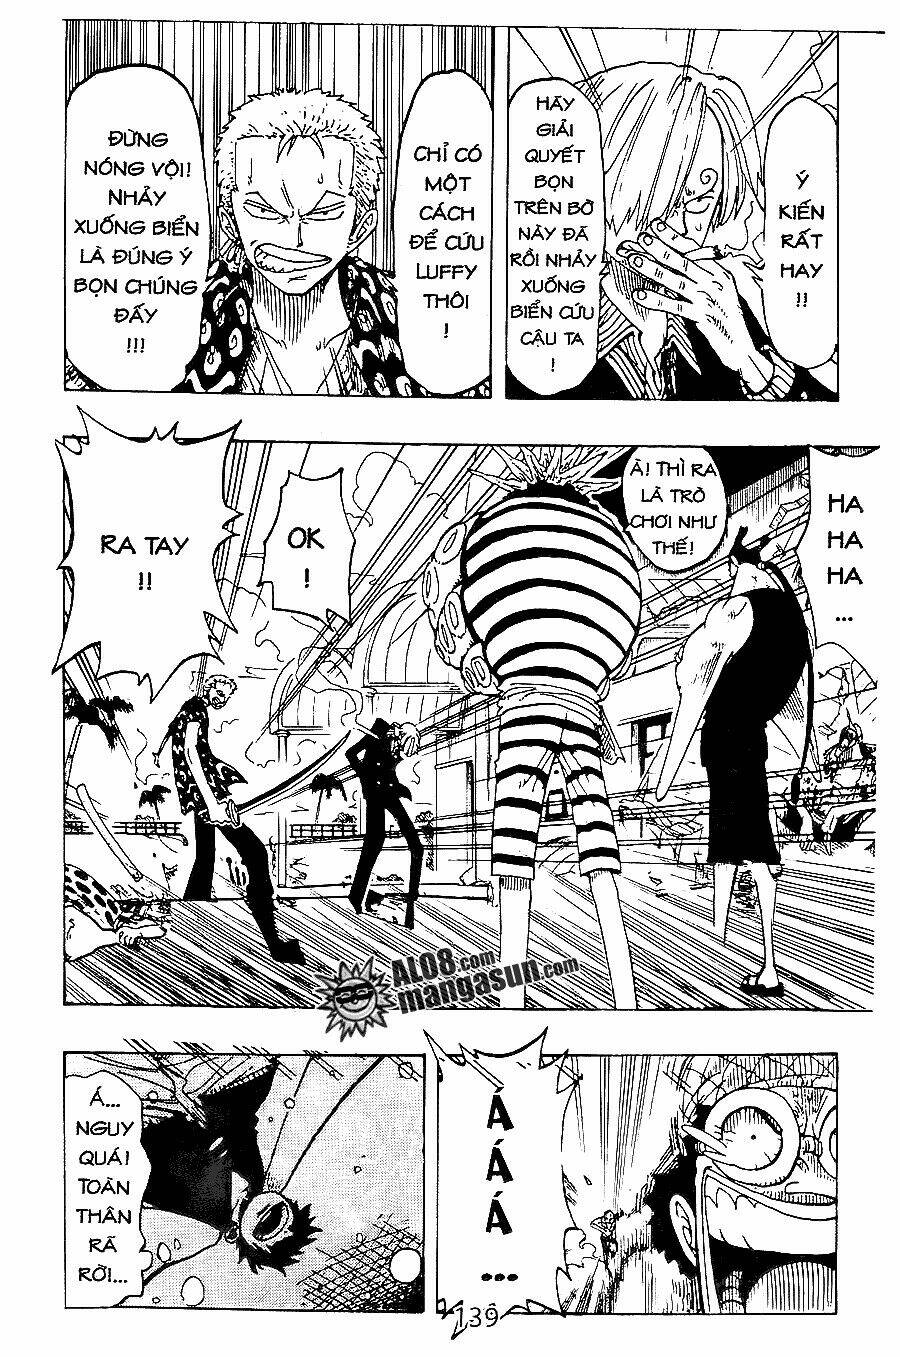 Ý
KIẾN
RẤT
HAY
!!
HÃY
GIẢI
QUYẾT
BỌN
TRÊN BỜ
NÀY ĐÃ
RỒI NHẢY
XUỐNG
BIỂN CỨU
CẬU TA
!
CHỈ CÓ
MỘT
CÁCH
ĐỂ CỨU
LUFFY
THÔI
!
ĐỪNG
NÓNG VỘI!
NHẢY
XUỐNG BIỂN
LÀ ĐÚNG Ý
BỌN CHÚNG
ĐẤY
!!!
HA
HA
HA
...
À! THÌ RA
LÀ TRÒ
CHƠI NHƯ
THẾ!
OK
!
RA TAY
!!
AL08.com
mangasun.com
Á
Á
Á
...
Á...
NGUY
QUÁ!
TOÀN
THÂN
RÃ
RỜI...
139